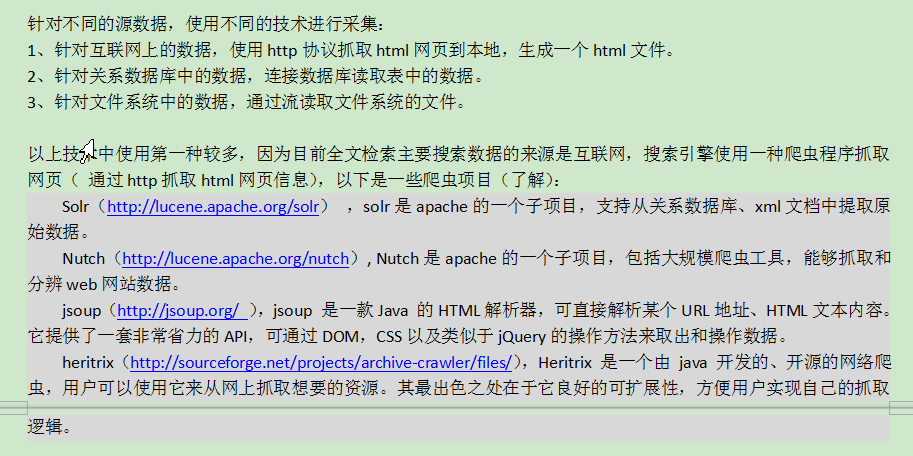 针对不同的源数据，使用不同的技术进行采集：
1、针对互联网上的数据，使用 http 协议抓取 html 网页到本地，生成一个 html 文件。
2、针对关系数据库中的数据，连接数据库读取表中的数据。
3、针对文件系统中的数据，通过流读取文件系统的文件。
以上技术中使用第一种较多，因为目前全文检索主要搜索数据的来源是互联网，搜索引擎使用一种爬虫程序抓取
网页（ 通过 http 抓取 html 网页信息），以下是一些爬虫项目（了解）：
Solr（http://lucene.apache.org/solr） ，solr 是 apache 的一个子项目，支持从关系数据库、xml 文档中提取原
始数据。
Nutch（http://lucene.apache.org/nutch）, Nutch 是 apache 的一个子项目，包括大规模爬虫工具，能够抓取和
分辨 web 网站数据。
jsoup（http://jsoup.org/ ），jsoup 是一款 Java 的 HTML 解析器，可直接解析某个 URL 地址、HTML 文本内容。
它提供了一套非常省力的 API，可通过 DOM，CSS 以及类似于 jQuery 的操作方法来取出和操作数据。
heritrix（http://sourceforge.net/projects/archive-crawler/files/），Heritrix 是一个由 java 开发的、开源的网络爬
虫，用户可以使用它来从网上抓取想要的资源。其最出色之处在于它良好的可扩展性，方便用户实现自己的抓取
逻辑。